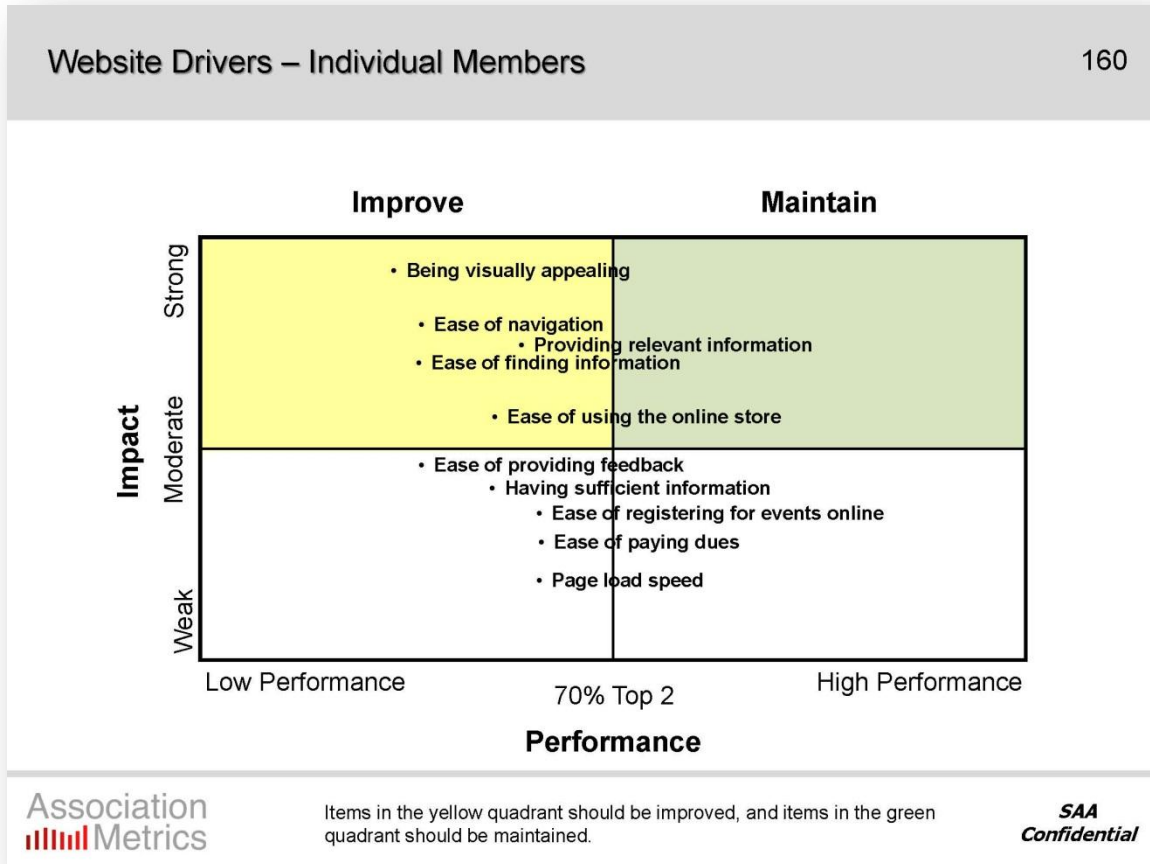 Website Drivers – Individual Members
160
Improve
Maintain
Strong
Moderate
Weak
Impact
• Being visually appealing
• Ease of navigation
• Providing relevant information
• Ease of finding information
• Ease of using the online store
• Ease of providing feedback
• Having sufficient information
• Ease of registering for events online
• Ease of paying dues
• Page load speed
Low Performance
70% Top 2
High Performance
Performance
Association
Metrics
Items in the yellow quadrant should be improved, and items in the green
quadrant should be maintained.
SAA
Confidential